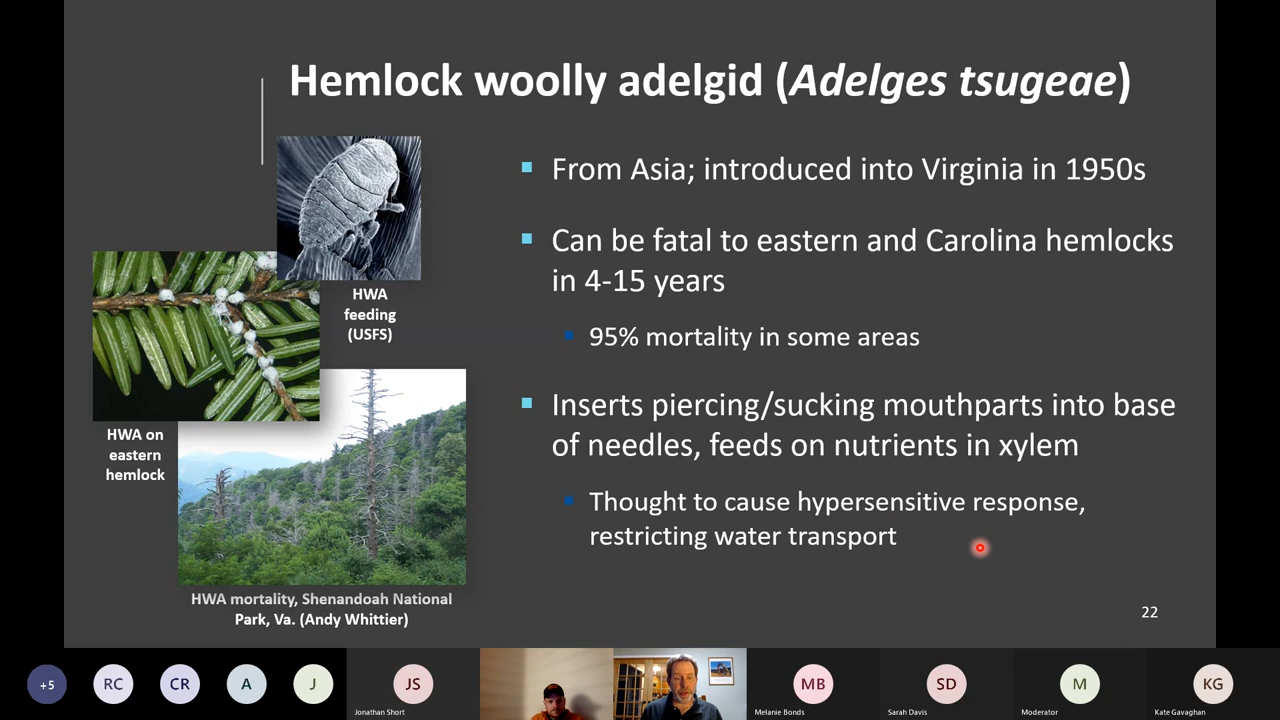 Hemlock woolly adelgid (Adelges tsugeae)
From Asia; introduced into Virginia in 1950s
Can be fatal to eastern and Carolina hemlocks
in 4-15 years
95% mortality in some areas
Inserts piercing/sucking mouthparts into base
of needles, feeds on nutrients in xylem
Thought to cause hypersensitive response,
restricting water transport
HWA
feeding
(USFS)
HWA on
eastern
hemlock
HWA mortality, Shenandoah National
Park, Va. (Andy Whittier)
22
+5
RC
CR
A
J
JS
Jonathan Short
MB
Melanie Bonds
SD
Sarah Davis
M
Moderator
KG
Kate Gavaghan